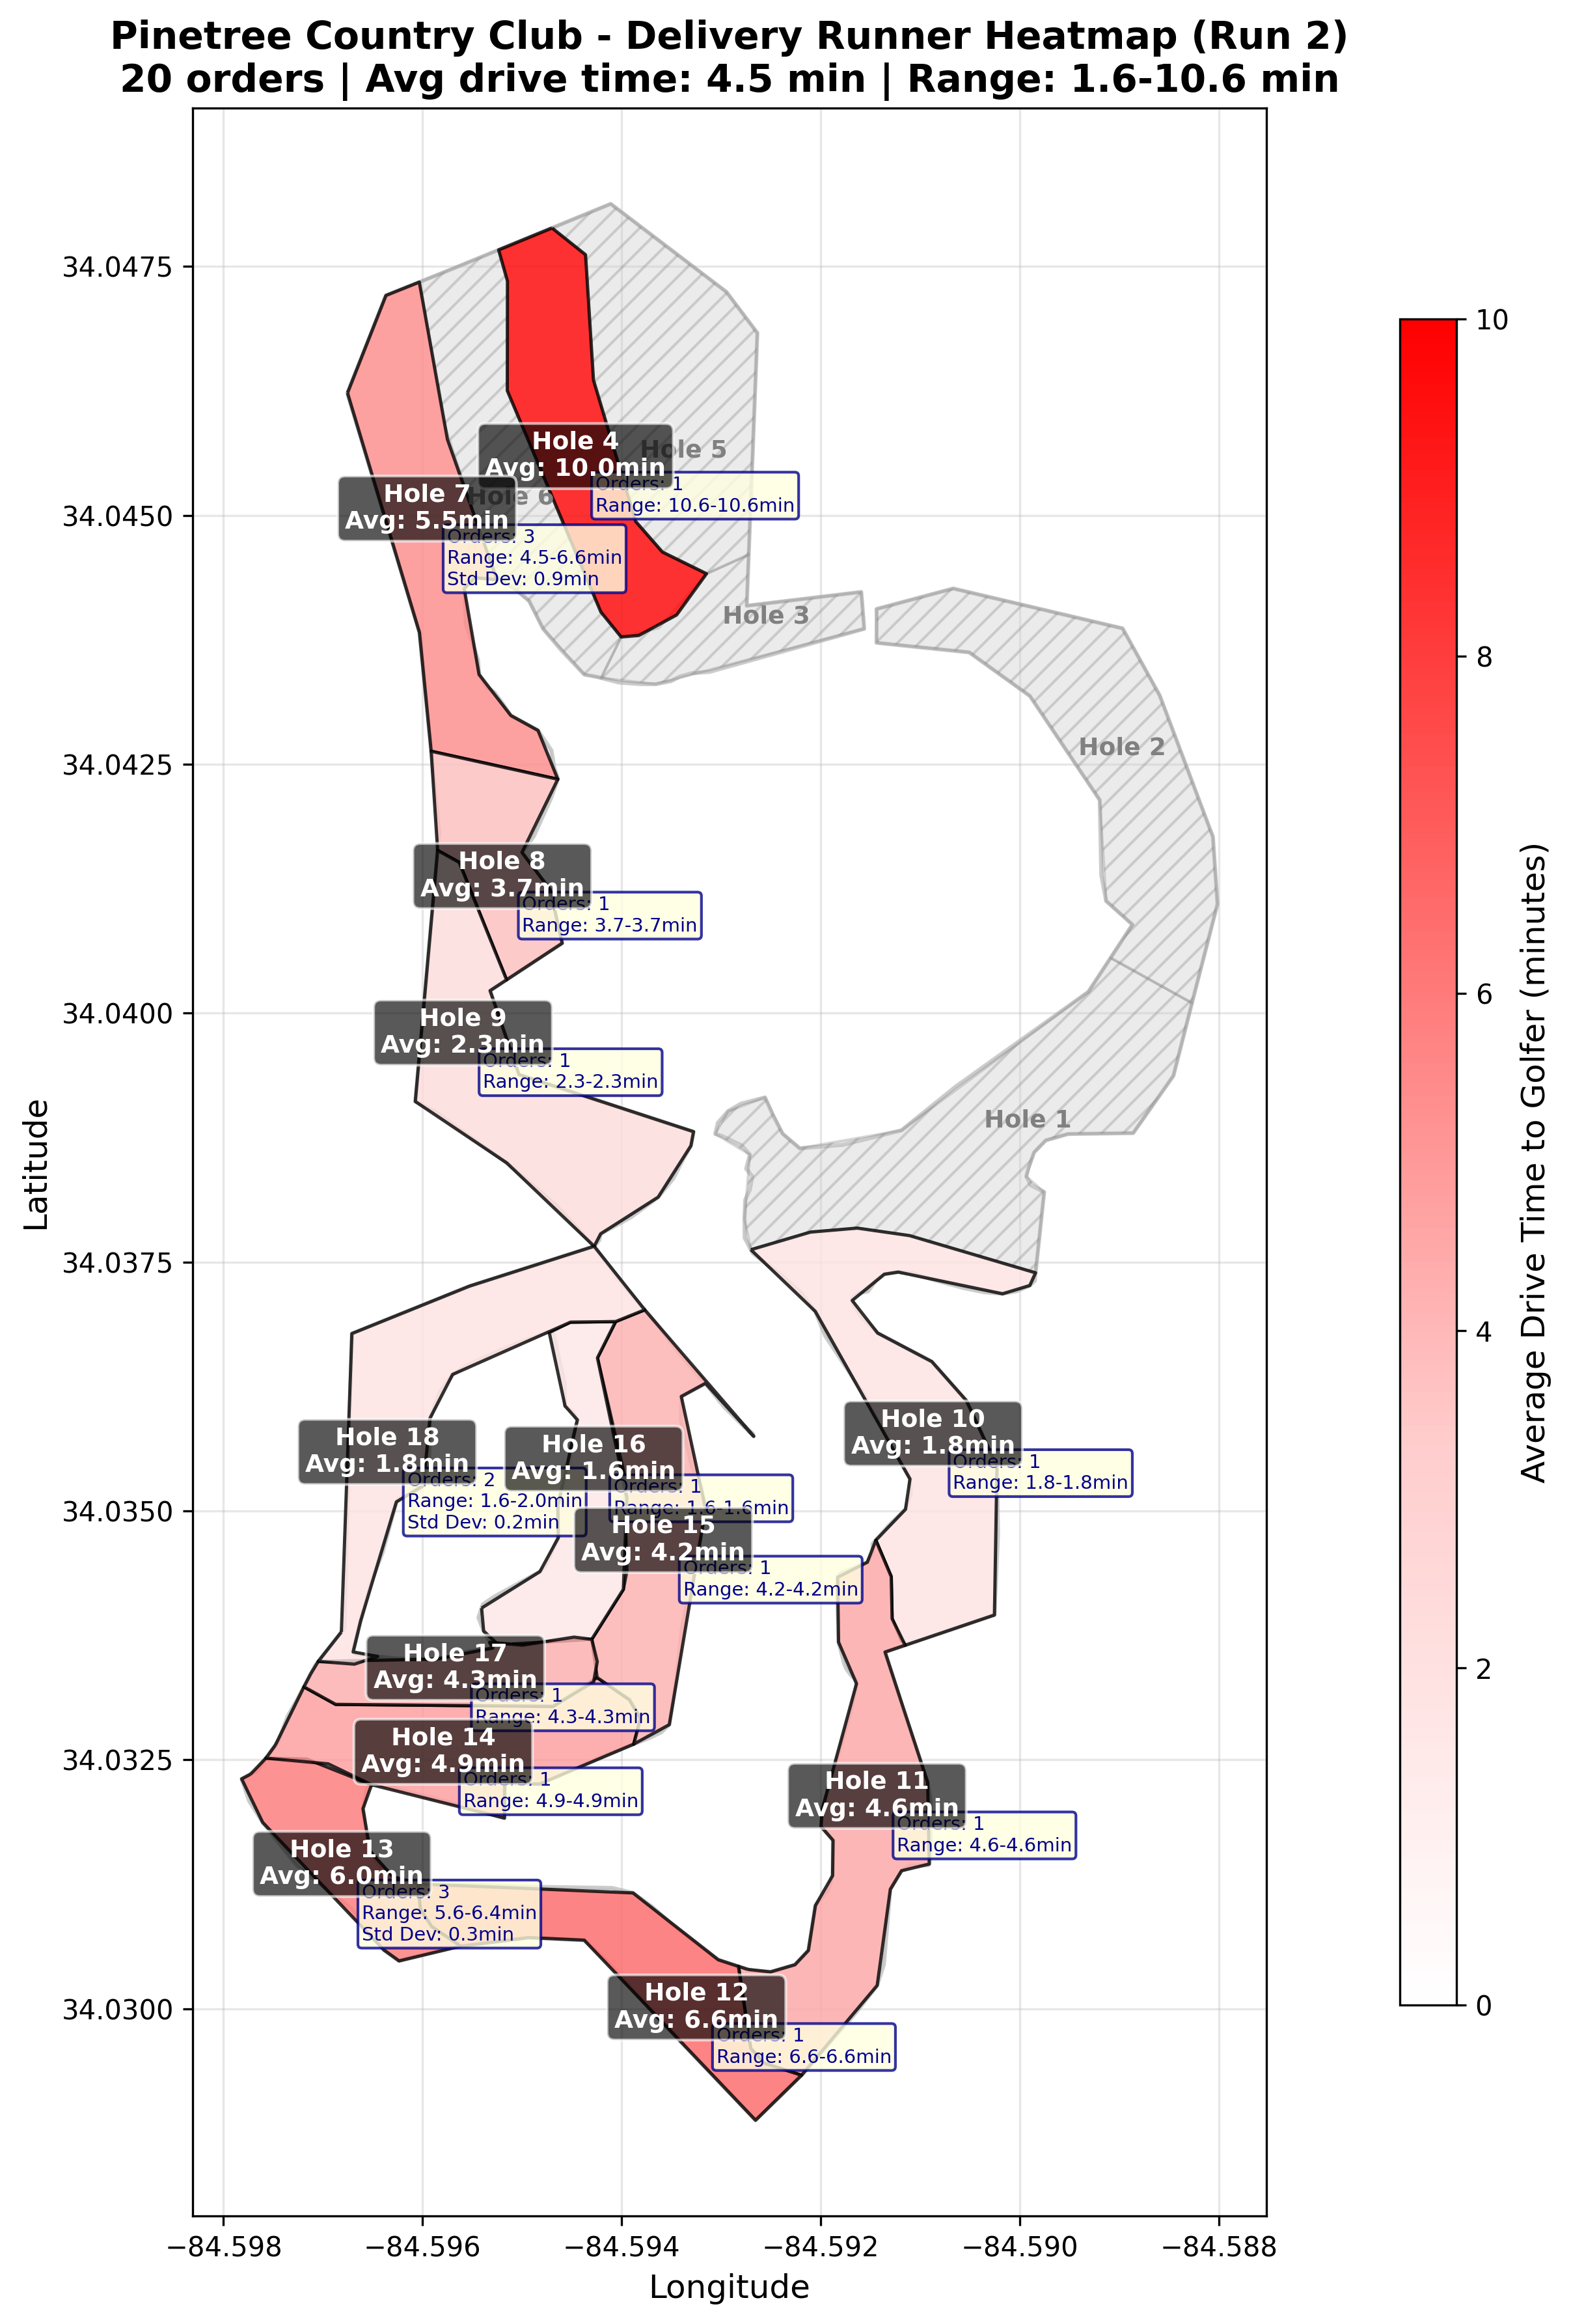 Pinetree Country Club - Delivery Runner Heatmap (Run 2)
20 orders | Avg drive time: 4.5 min | Range: 1.6-10.6 min
Latitude
34.0475
34.0450
34.0425
34.0400
34.0375
34.0350
34.0325
34.0300
Hole 4
Avg: 10.0min
Hole 5
Orders: 1
Range: 10.6-10.6min
Hole 7
Avg: 5.5min
Hole 6
Orders: 3
Range: 4.5-6.6min
Std Dev: 0.9min
Hole 3
Hole 2
Hole 8
Avg: 3.7min
Orders: 1
Range: 3.7-3.7min
Hole 9
Avg: 2.3min
Orders: 1
Range: 2.3-2.3min
Hole 1
Hole 10
Avg: 1.8min
Orders: 1
Range: 1.8-1.8min
Hole 18
Avg: 1.8min
Orders: 2
Range: 1.6-2.0min
Std Dev: 0.2min
Hole 16
Avg: 1.6min
Orders: 1
Range: 1.6-1.6min
Hole 15
Avg: 4.2min
Orders: 1
Range: 4.2-4.2min
Hole 17
Avg: 4.3min
Orders: 1
Range: 4.3-4.3min
Hole 14
Avg: 4.9min
Orders: 1
Range: 4.9-4.9min
Hole 11
Avg: 4.6min
Orders: 1
Range: 4.6-4.6min
Hole 13
Avg: 6.0min
Orders: 3
Range: 5.6-6.4min
Std Dev: 0.3min
Hole 12
Avg: 6.6min
Orders: 1
Range: 6.6-6.6min
−84.598
−84.596
−84.594
−84.592
−84.590
−84.588
Longitude
10
8
6
4
2
0
Average Drive Time to Golfer (minutes)